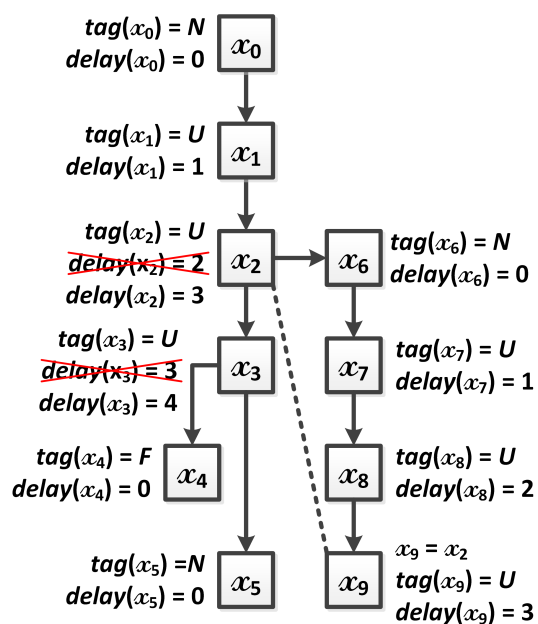 tag(x₀) = N
delay(x₀) = 0
x₀
tag(x₁) = U
delay(x₁) = 1
x₁
tag(x₂) = U
delay(x₂) = 2
delay(x₂) = 3
x₂
x₆
tag(x₆) = N
delay(x₆) = 0
tag(x₃) = U
delay(x₃) = 3
delay(x₃) = 4
x₃
x₇
tag(x₇) = U
delay(x₇) = 1
tag(x₄) = F
delay(x₄) = 0
x₄
x₈
tag(x₈) = U
delay(x₈) = 2
tag(x₅) =N
delay(x₅) = 0
x₅
x₉
x₉ = x₂
tag(x₉) = U
delay(x₉) = 3